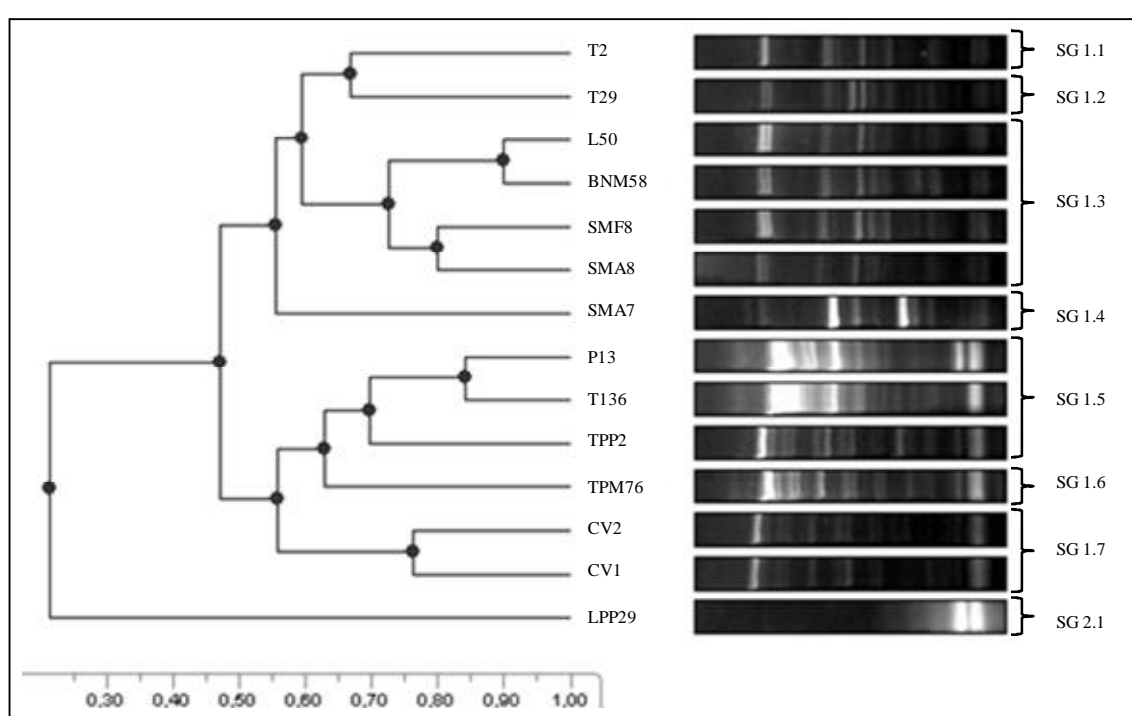 T2
SG 1.1
T29
SG 1.2
L50
BNM58
SG 1.3
SMF8
SMA8
SMA7
SG 1.4
P13
T136
SG 1.5
TPP2
TPM76
SG 1.6
CV2
SG 1.7
CV1
LPP29
SG 2.1
0,30 0,40 0,50 0,60 0,70 0,80 0,90 1,00